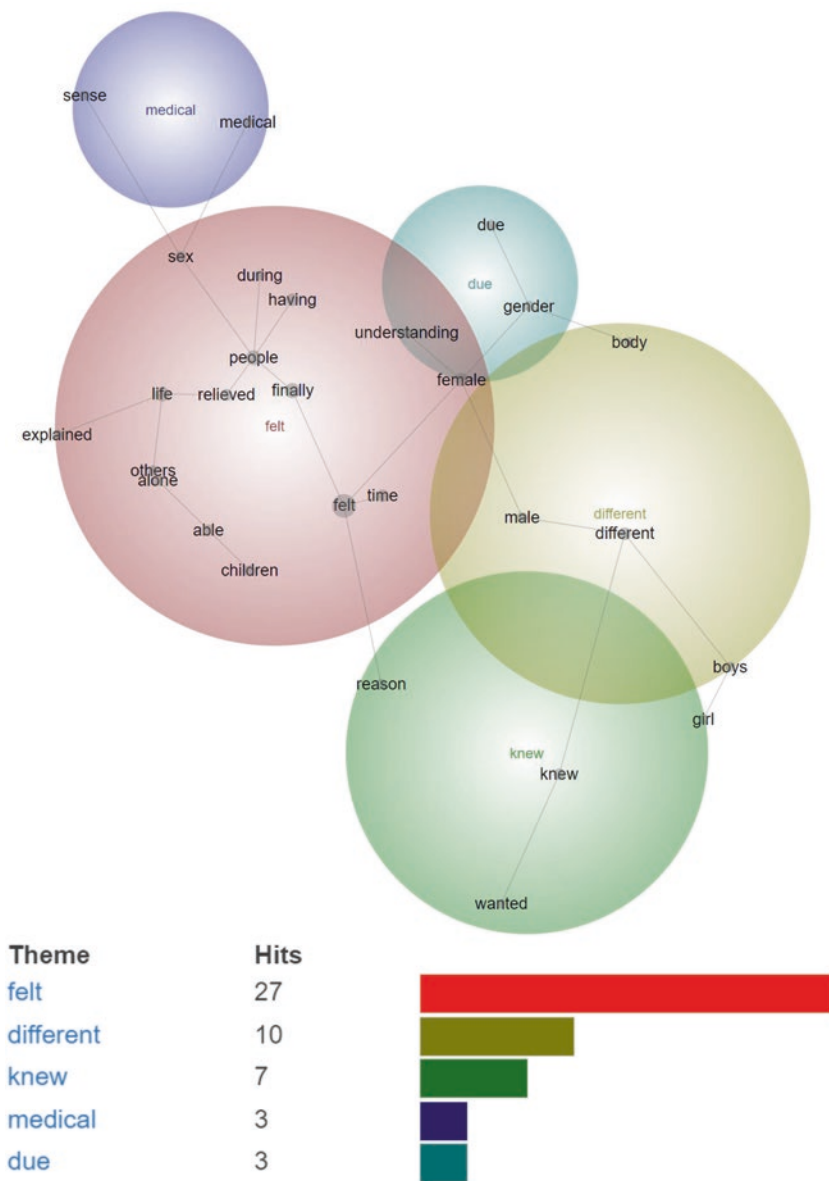 sense
medical
medical
sex
due
during
due
having
gender
understanding
body
people
female
life
relieved
finally
explained
felt
others
alone
felt
time
male
different
different
able
children
boys
reason
girl
knew
knew
wanted
Theme Hits
felt 27
different 10
knew 7
medical 3
due 3